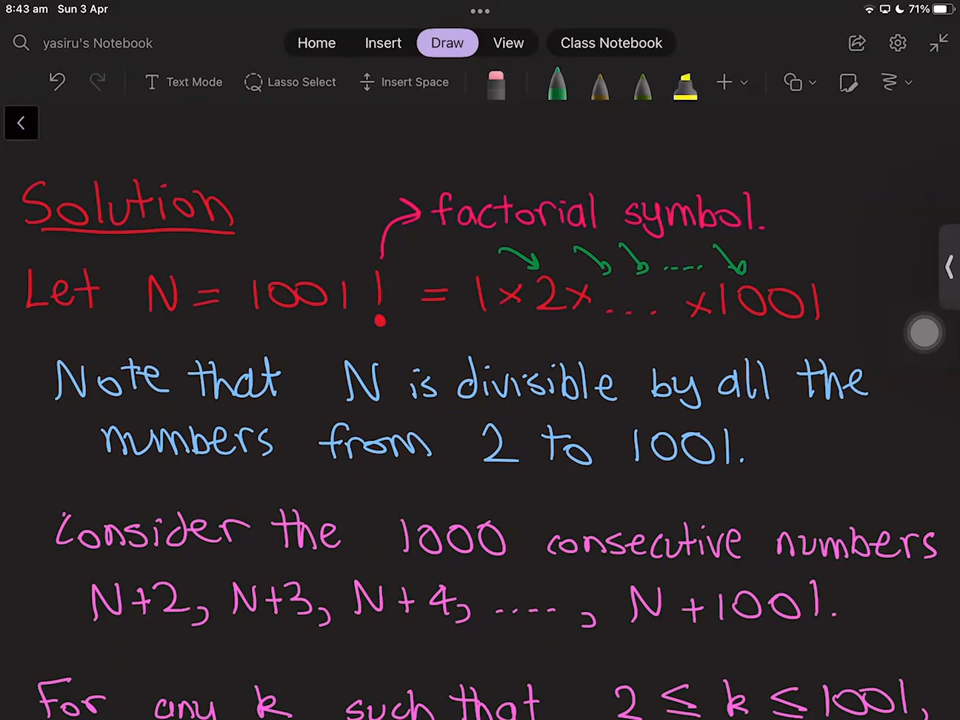 8:43 am Sun 3 Apr
71%
yasiru's Notebook
Home Insert Draw View Class Notebook
Text Mode Lasso Select Insert Space
Solution
factorial symbol.
Let N = 1001! = 1×2×... ×1001
Note that N is divisible by all the
numbers from 2 to 1001.
Consider the 1000 consecutive numbers
N+2, N+3, N+4, ...., N+1001.
For any k such that 2 ≤ k ≤ 1001,